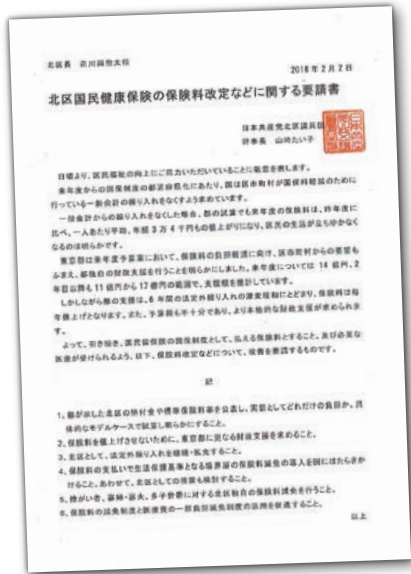 北区長 花川與惣太様
2018年2月2日
北区国民健康保険の保険料改定などに関する要請書
日本共産党北区議員団
幹事長 山崎たい子
日頃より、区民福祉の向上にご尽力いただいていることに敬意を表します。
来年度からの国保制度の都道府県化にあたり、国は区市町村が国保料軽減のために
行っている一般会計の繰り入れをなくすよう求めています。
一般会計からの繰り入れをなくした場合、都の試算でも来年度の保険料は、昨年度に
比べ、一人あたり平均、年額3万4千円もの値上がりになり、区民の生活が立ちゆかなく
なるのは明らかです。
東京都は来年度予算案において、保険料の負担軽減に向け、区市町村からの要望も
ふまえ、都独自の財政支援を行うことを明らかにしました。来年度については14億円、2
年目以降も11億円から17億円の範囲で、支援額を推計しています。
しかしながら都の支援は、6年間の法定外繰り入れの激変緩和にとどまり、保険料は毎
年値上げとなります。また、予算額も不十分であり、より本格的な財政支援が求められま
す。
よって、引き続き、国民皆保険の国保制度として、払える保険料とすること、及び必要な
医療が受けられるよう、以下、保険料改定などについて、改善を要請するものです。
記
1、都が示した北区の納付金や標準保険料率を公表し、実態としてどれだけの負担か、具
体的なモデルケースで試算し明らかにすること。
2、保険料を値上げさせないために、東京都に更なる財政支援を求めること。
3、北区として、法定外繰り入れを継続・拡充すること。
4、保険料の支払いで生活保護基準となる境界層の保険料減免の導入を国にはたらきか
けること。あわせて、北区としての措置も検討すること。
5、障がい者、寡婦・寡夫、多子世帯に対する北区独自の保険料減免を行うこと。
6、保険料の減免制度と医療費の一部負担減免制度の活用を促進すること。
以上